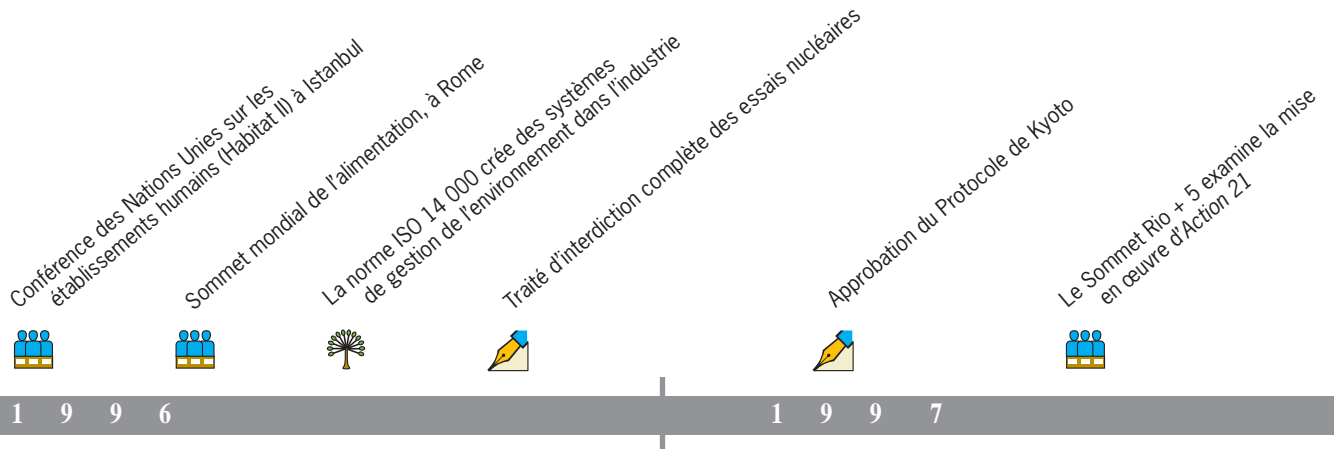 Conférence des Nations Unies sur les
établissements humains (Habitat II) à Istanbul
Sommet mondial de l'alimentation, à Rome
La norme ISO 14 000 crée des systèmes
de gestion de l'environnement dans l'industrie
Traité d'interdiction complète des essais nucléaires
Approbation du Protocole de Kyoto
Le Sommet Rio + 5 examine la mise
en œuvre d'Action 21
1 9 9 6
1 9 9 7